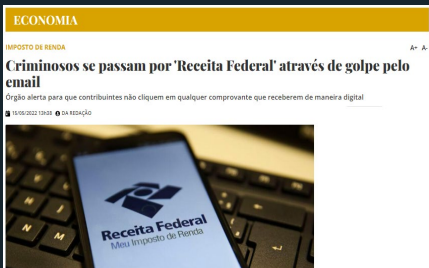 ECONOMIA
IMPOSTO DE RENDA
A+ A-
Criminosos se passam por 'Receita Federal' através de golpe pelo
email
Órgão alerta para que contribuintes não cliquem em qualquer comprovante que receberem de maneira digital
15/06/2022 13h38 DA REDAÇÃO
Receita Federal
Meu Imposto de Renda
N
M